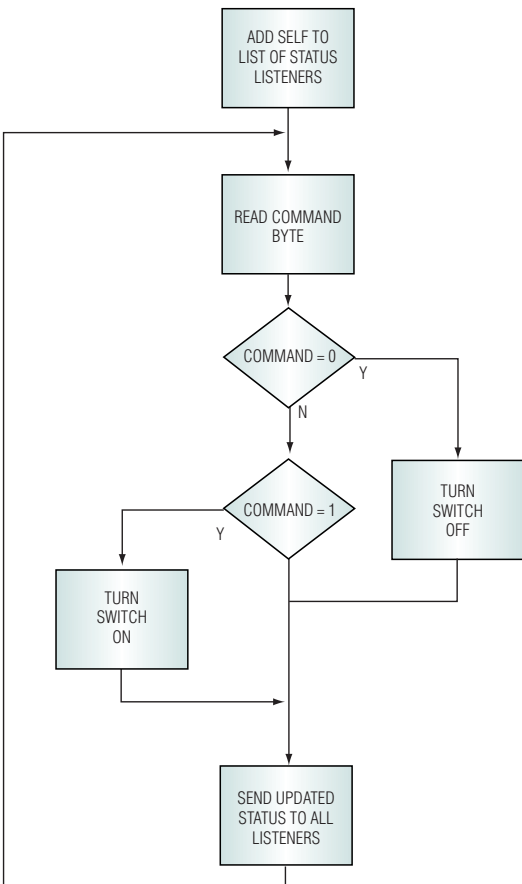 ADD SELF TO
LIST OF STATUS
LISTENERS
READ COMMAND
BYTE
COMMAND = 0
Y
N
COMMAND = 1
Y
TURN
SWITCH
OFF
TURN
SWITCH
ON
SEND UPDATED
STATUS TO ALL
LISTENERS